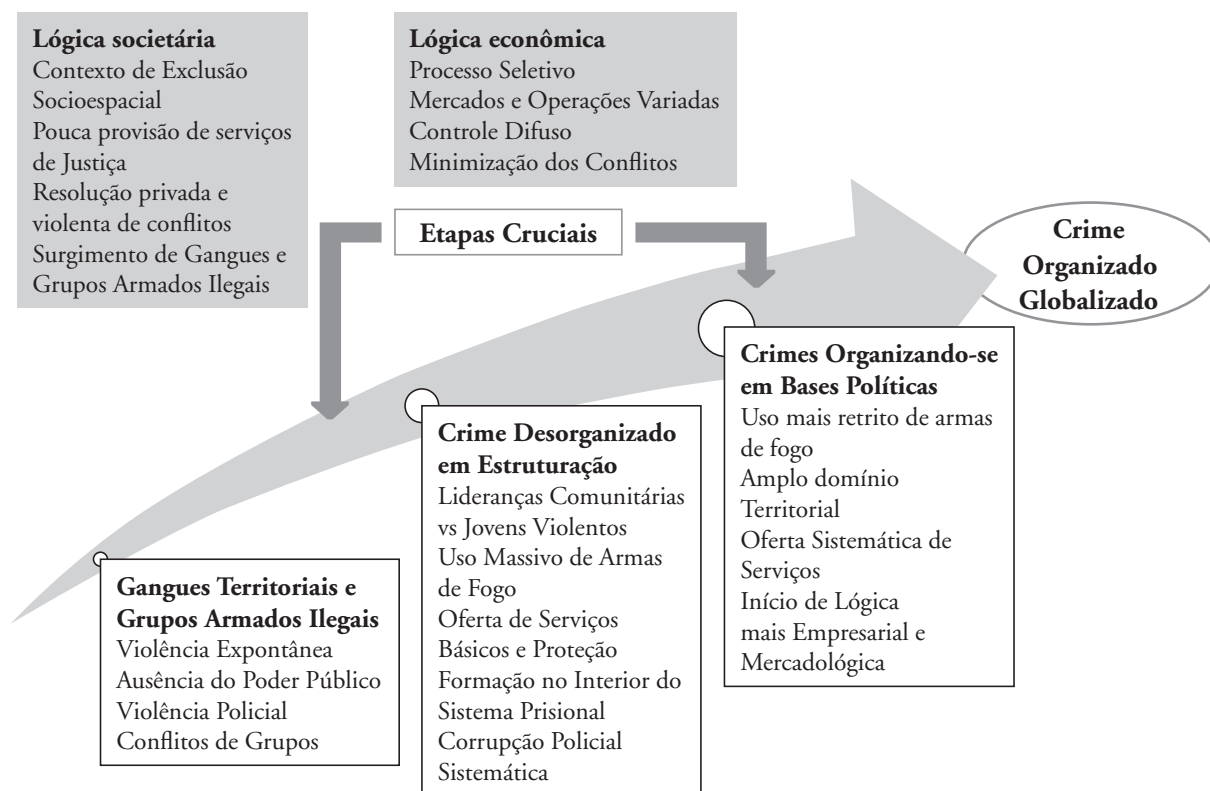 Lógica societária
Contexto de Exclusão
Socioespacial
Pouca provisão de serviços
de Justiça
Resolução privada e
violenta de conflitos
Surgimento de Gangues e
Grupos Armados Ilegais
Lógica econômica
Processo Seletivo
Mercados e Operações Variadas
Controle Difuso
Minimização dos Conflitos
Etapas Cruciais
Crime
Organizado
Globalizado
Crimes Organizando-se
em Bases Políticas
Uso mais retrito de armas
de fogo
Amplo domínio
Territorial
Oferta Sistemática de
Serviços
Início de Lógica
mais Empresarial e
Mercadológica
Crime Desorganizado
em Estruturação
Lideranças Comunitárias
vs Jovens Violentos
Uso Massivo de Armas
de Fogo
Oferta de Serviços
Básicos e Proteção
Formação no Interior do
Sistema Prisional
Corrupção Policial
Sistemática
Gangues Territoriais e
Grupos Armados Ilegais
Violência Expontânea
Ausência do Poder Público
Violência Policial
Conflitos de Grupos